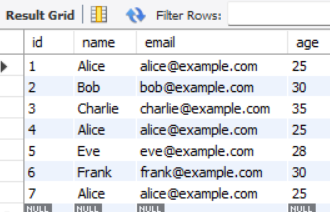 Result Grid Filter Rows:
id name email age
1 Alice alice@example.com 25
2 Bob bob@example.com 30
3 Charlie charlie@example.com 35
4 Alice alice@example.com 25
5 Eve eve@example.com 28
6 Frank frank@example.com 30
7 Alice alice@example.com 25
NULL NULL NULL NULL